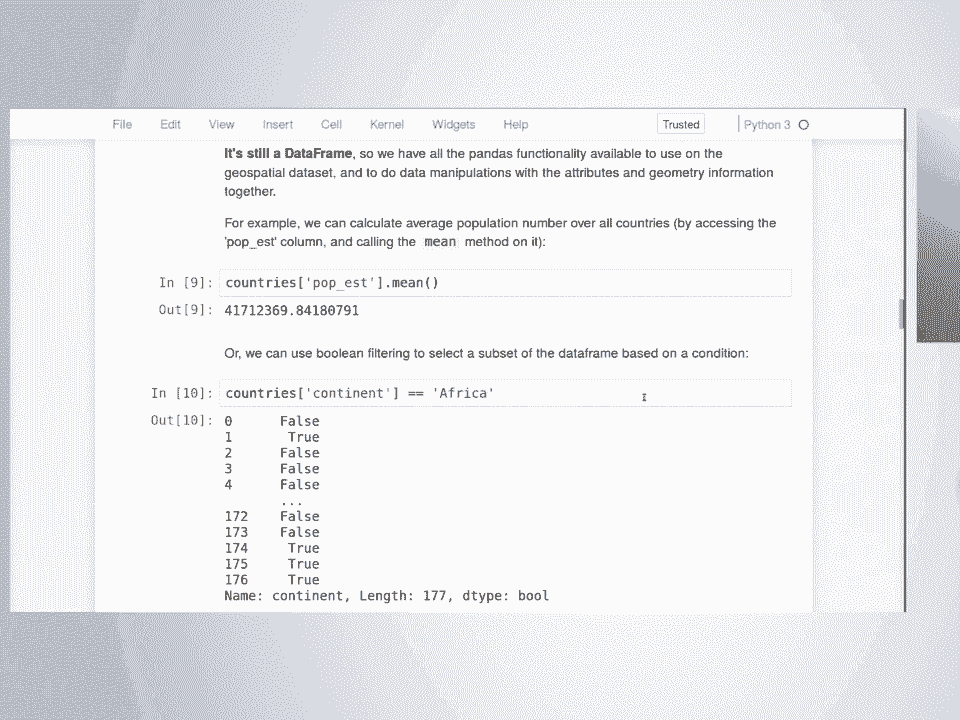 File Edit View Insert Cell Kernel Widgets Help Trusted Python 3
It's still a DataFrame, so we have all the pandas functionality available to use on the
geospatial dataset, and to do data manipulations with the attributes and geometry information
together.
For example, we can calculate average population number over all countries (by accessing the
'pop_est' column, and calling the mean method on it):
In [9]: countries['pop_est'].mean()
Out[9]: 41712369.84180791
Or, we can use boolean filtering to select a subset of the dataframe based on a condition:
In [10]: countries['continent'] == 'Africa'
Out[10]: 0 False
1 True
2 False
3 False
4 False
...
172 False
173 False
174 True
175 True
176 True
Name: continent, Length: 177, dtype: bool